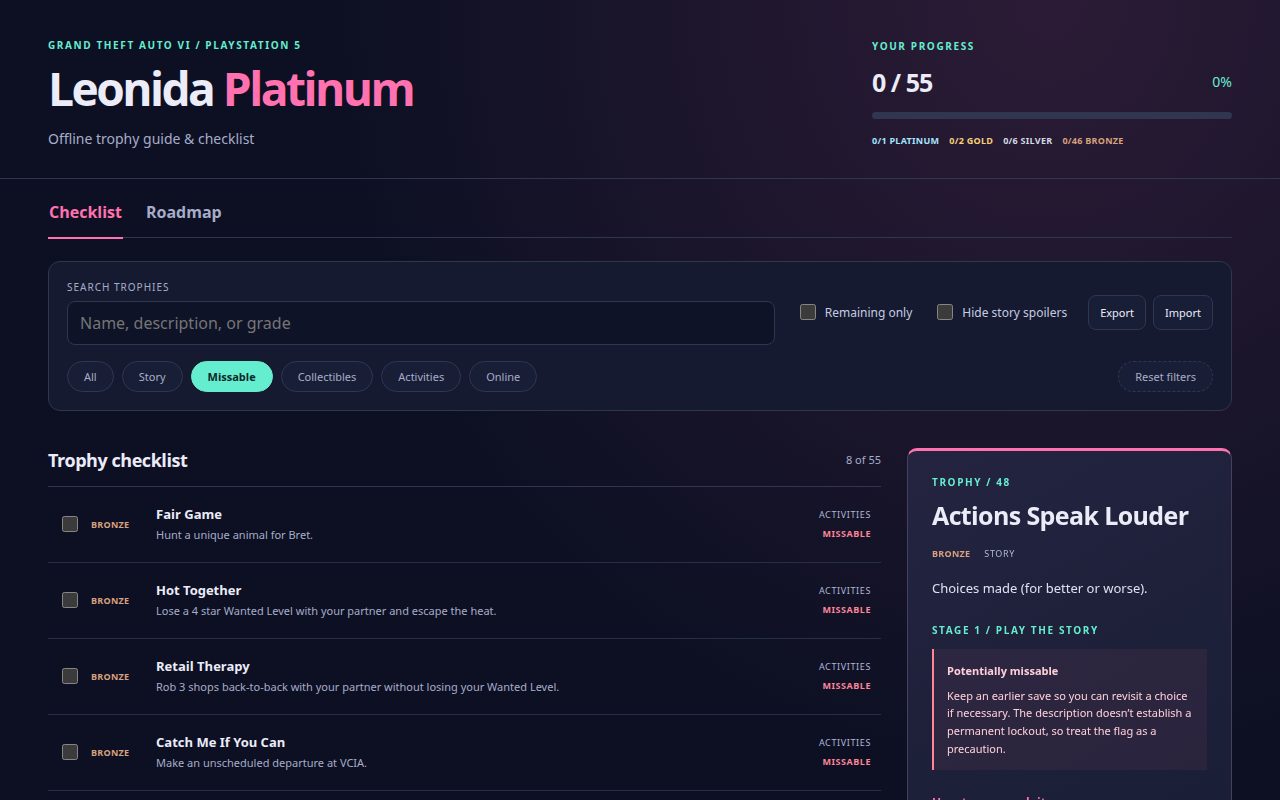 GRAND THEFT AUTO VI / PLAYSTATION 5
Leonida Platinum
Offline trophy guide & checklist
YOUR PROGRESS
0 / 55
0%
0/1 PLATINUM 0/2 GOLD 0/6 SILVER 0/46 BRONZE
Checklist Roadmap
SEARCH TROPHIES
Name, description, or grade
Remaining only
Hide story spoilers
Export
Import
All Story Missable Collectibles Activities Online
Reset filters
Trophy checklist
8 of 55
BRONZE
Fair Game
Hunt a unique animal for Bret.
ACTIVITIES
MISSABLE
BRONZE
Hot Together
Lose a 4 star Wanted Level with your partner and escape the heat.
ACTIVITIES
MISSABLE
BRONZE
Retail Therapy
Rob 3 shops back-to-back with your partner without losing your Wanted Level.
ACTIVITIES
MISSABLE
BRONZE
Catch Me If You Can
Make an unscheduled departure at VCIA.
ACTIVITIES
MISSABLE
TROPHY / 48
Actions Speak Louder
BRONZE STORY
Choices made (for better or worse).
STAGE 1 / PLAY THE STORY
Potentially missable
Keep an earlier save so you can revisit a choice
if necessary. The description doesn’t establish a
permanent lockout, so treat the flag as a
precaution.